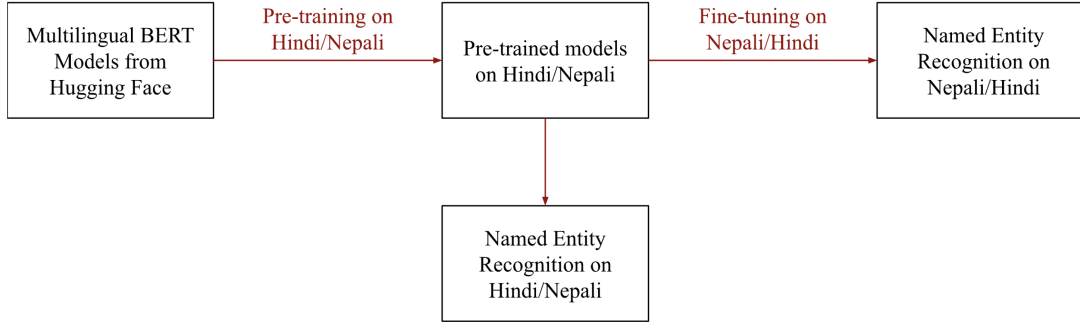 Multilingual BERT
Models from
Hugging Face
Pre-training on
Hindi/Nepali
Pre-trained models
on Hindi/Nepali
Fine-tuning on
Nepali/Hindi
Named Entity
Recognition on
Nepali/Hindi
Named Entity
Recognition on
Hindi/Nepali